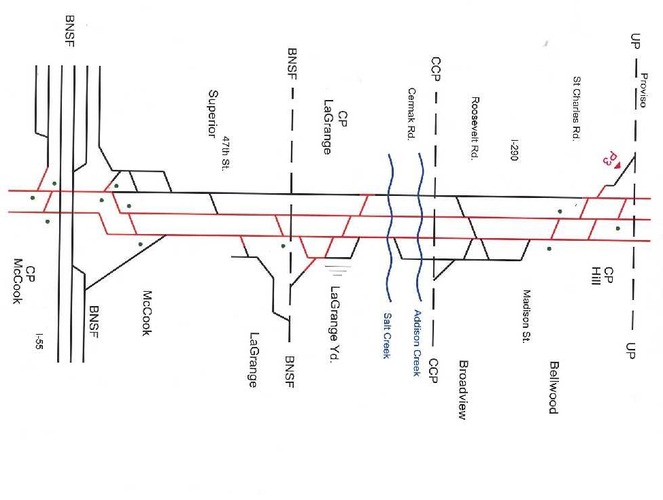 BNSF
BNSF
CCP
UP
Proviso
St Charles Rd.
I-290
Roosevelt Rd.
Cermak Rd.
CP
LaGrange
Superior
47th St.
P3
CP
McCook
I-55
BNSF
McCook
LaGrange
BNSF
LaGrange Yd.
Salt Creek
Addison Creek
CCP
Broadview
Madison St.
Bellwood
CP
Hill
UP